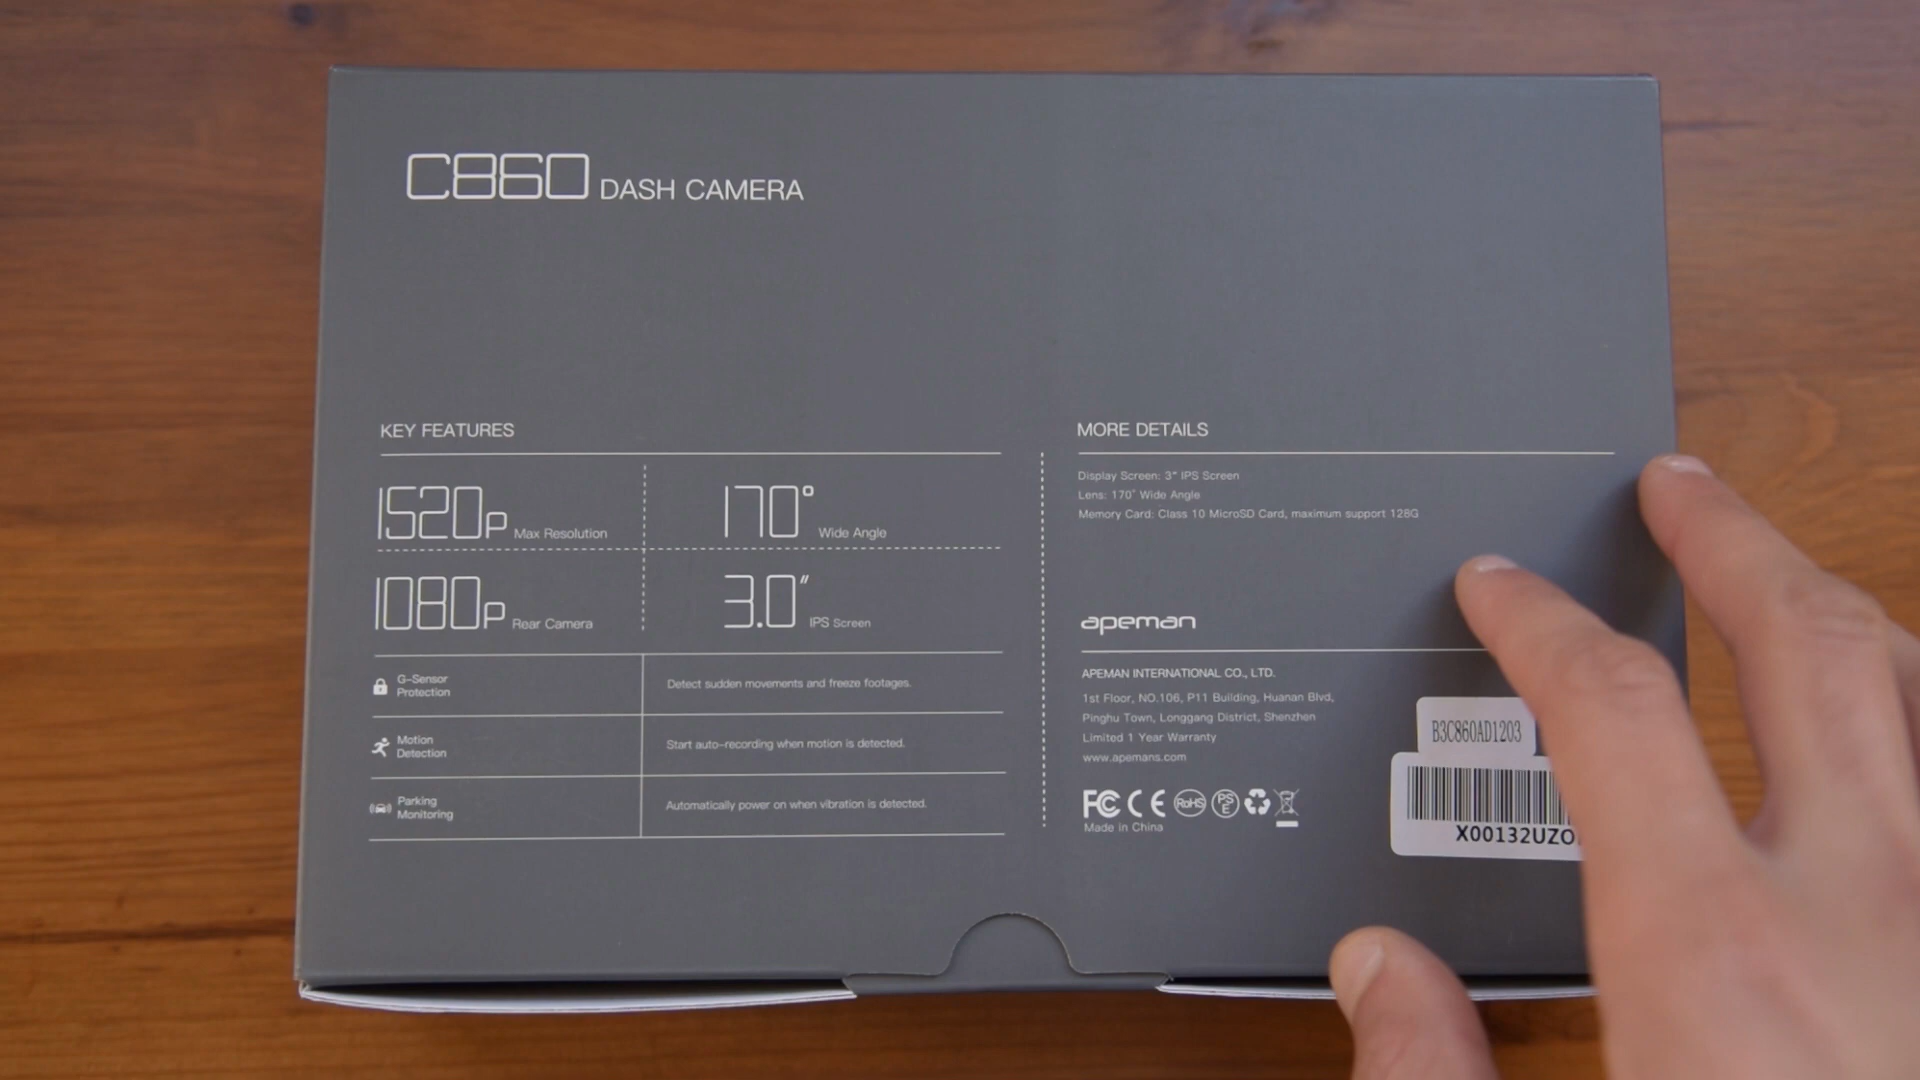 C860 DASH CAMERA
KEY FEATURES
1520P Max Resolution
170° Wide Angle
1080P Rear Camera
3.0" IPS Screen
G-Sensor
Protection
Detect sudden movements and freeze footages.
Motion
Detection
Start auto-recording when motion is detected.
Parking
Monitoring
Automatically power on when vibration is detected.
MORE DETAILS
Display Screen: 3" IPS Screen
Lens: 170° Wide Angle
Memory Card: Class 10 MicroSD Card, maximum support 128G
apeman
APEMAN INTERNATIONAL CO., LTD.
1st Floor, NO.106, P11 Building, Huanan Blvd,
Pinghu Town, Longgang District, Shenzhen
Limited 1 Year Warranty
www.apemans.com
FC CE RoHS PSE
Made in China
B3C860AD1203
X00132UZO